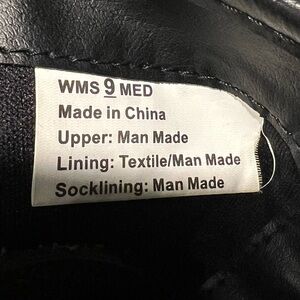 WMS 9 MED
Made in China
Upper: Man Made
Lining: Textile/Man Made
Socklining: Man Made